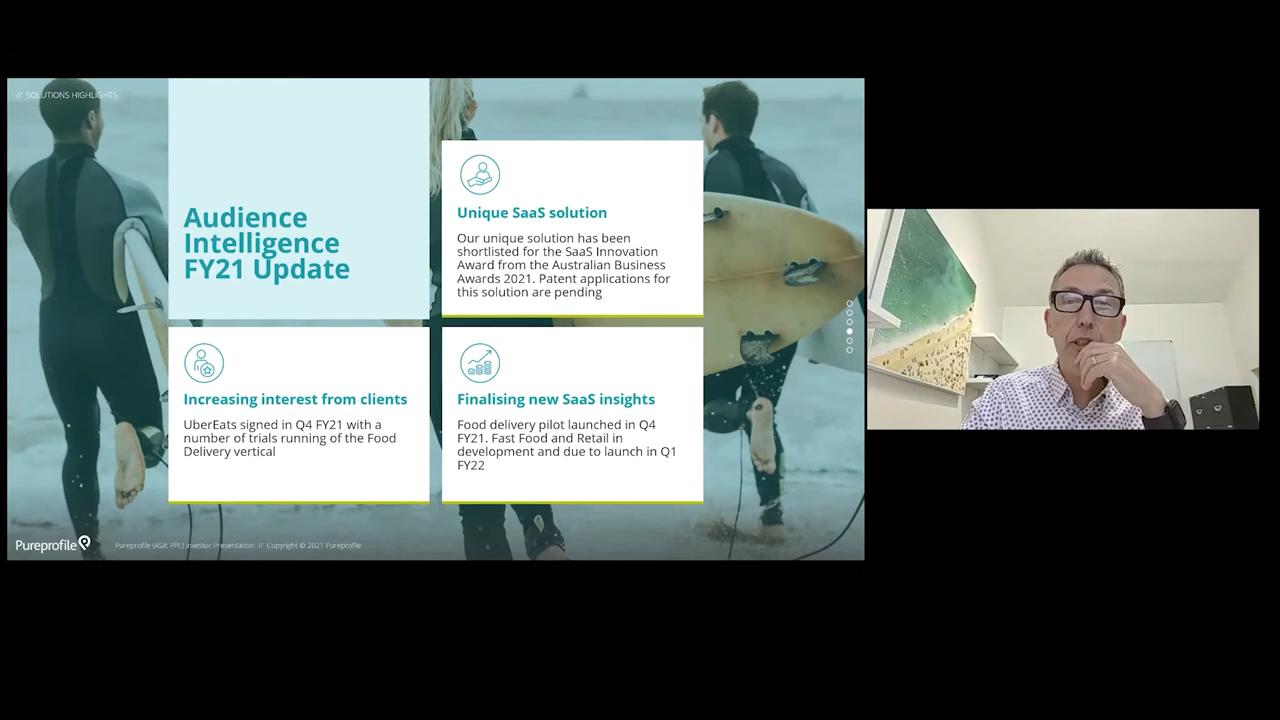 // SOLUTIONS HIGHLIGHTS
Audience
Intelligence
FY21 Update
Unique SaaS solution
Our unique solution has been
shortlisted for the SaaS Innovation
Award from the Australian Business
Awards 2021. Patent applications for
this solution are pending
Increasing interest from clients
UberEats signed in Q4 FY21 with a
number of trials running of the Food
Delivery vertical
Finalising new SaaS insights
Food delivery pilot launched in Q4
FY21. Fast Food and Retail in
development and due to launch in Q1
FY22
Pureprofile
Pureprofile (ASX: PPL) Investor Presentation // Copyright © 2021 Pureprofile